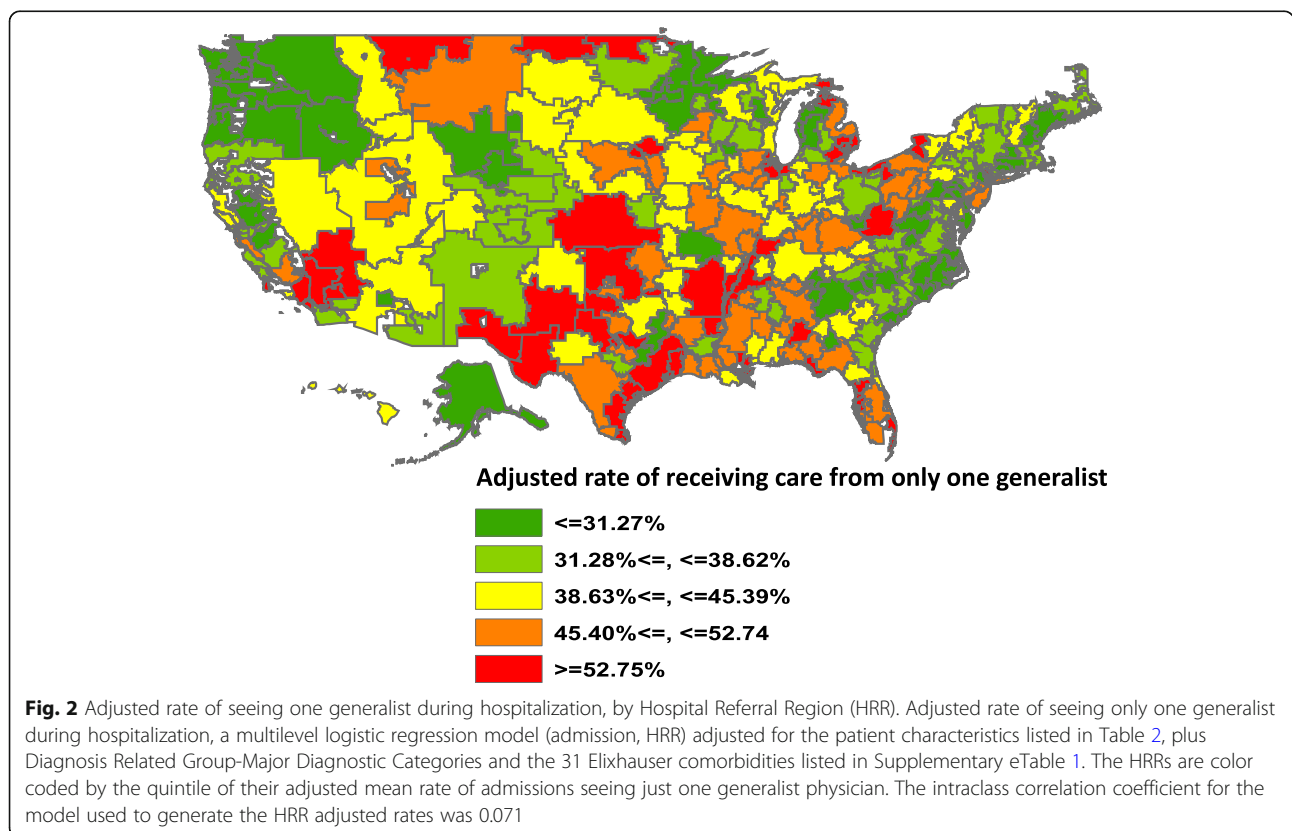 Adjusted rate of receiving care from only one generalist
<=31.27%
31.28%<=, <=38.62%
38.63%<=, <=45.39%
45.40%<=, <=52.74
>=52.75%
Fig. 2 Adjusted rate of seeing one generalist during hospitalization, by Hospital Referral Region (HRR). Adjusted rate of seeing only one generalist
during hospitalization, a multilevel logistic regression model (admission, HRR) adjusted for the patient characteristics listed in Table 2, plus
Diagnosis Related Group-Major Diagnostic Categories and the 31 Elixhauser comorbidities listed in Supplementary eTable 1. The HRRs are color
coded by the quintile of their adjusted mean rate of admissions seeing just one generalist physician. The intraclass correlation coefficient for the
model used to generate the HRR adjusted rates was 0.071